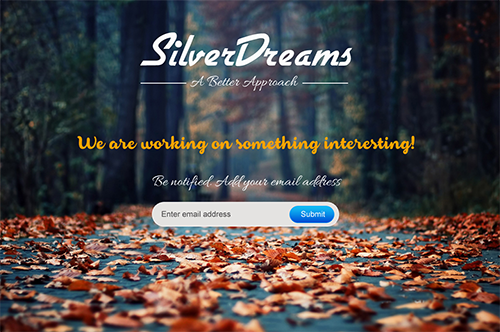 SilverDreams
A Better Approach
We are working on something interesting!
Be notified. Add your email address
Enter email address
Submit